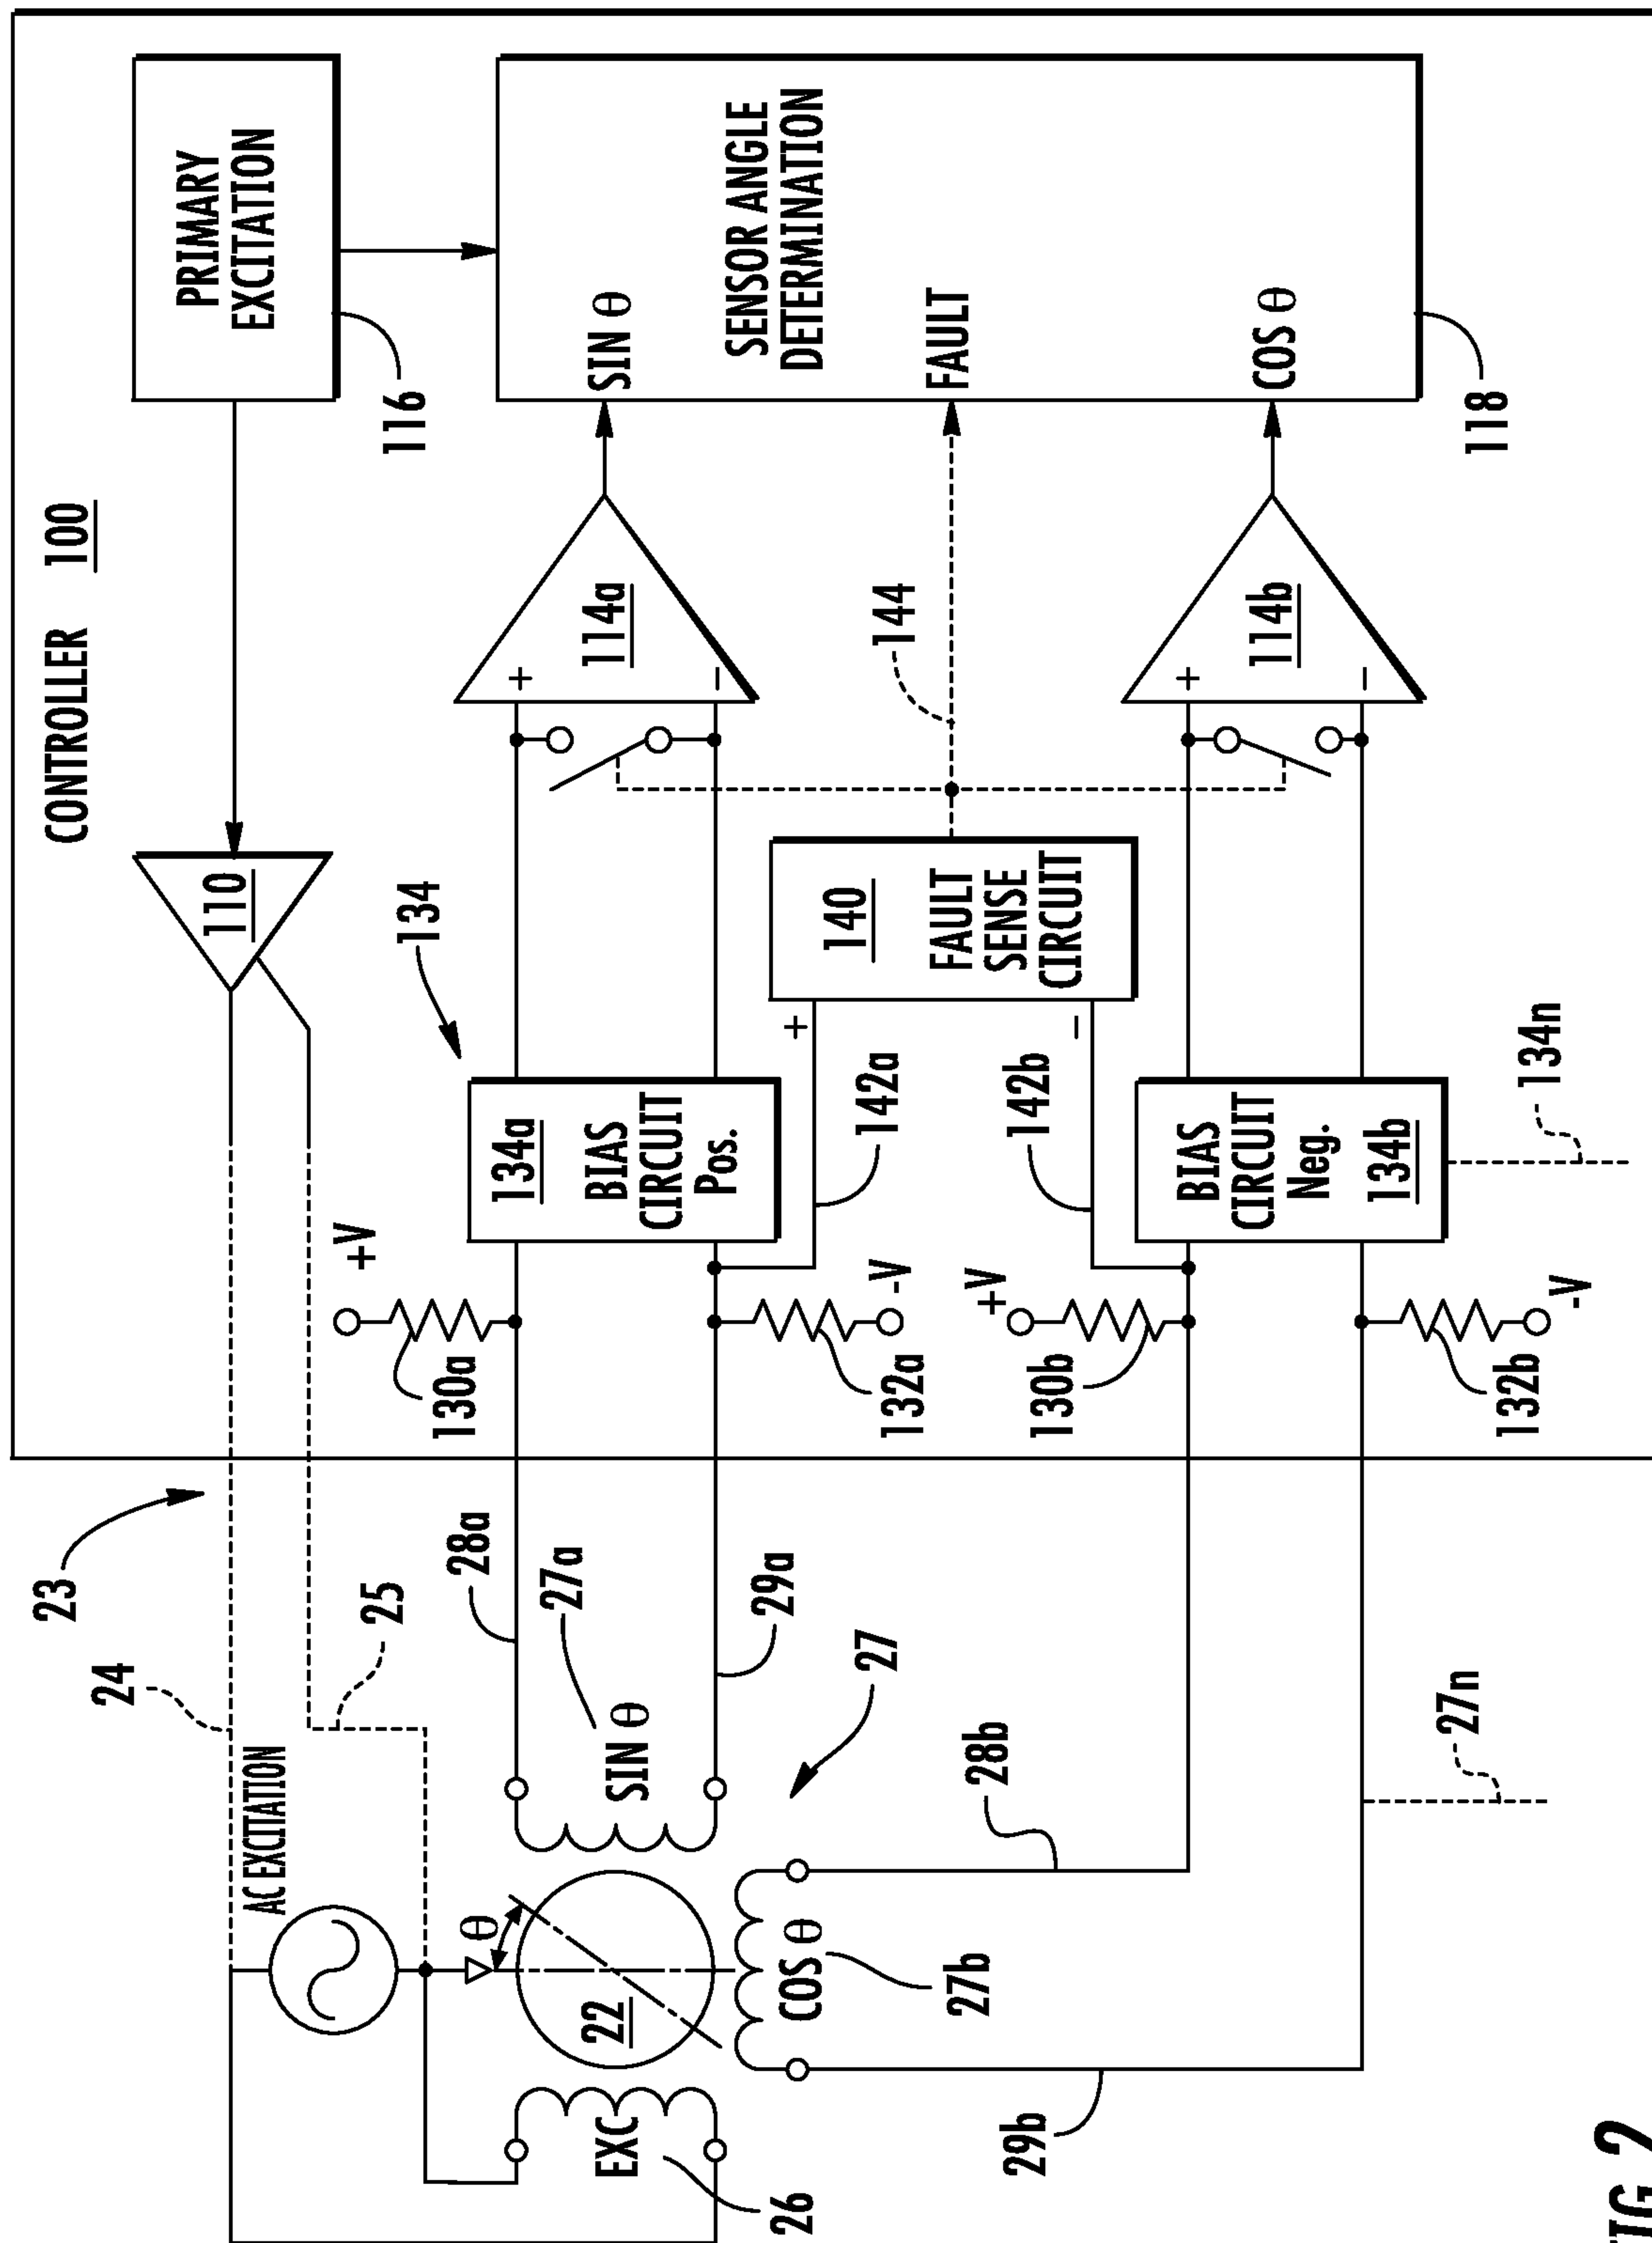 23
24
25
AC EXCITATION
CONTROLLER 100
110
PRIMARY
EXCITATION
116
θ
22
EXC
26
SIN θ
27a
28a
29a
27
COS θ
27b
28b
29b
27n
+V
130a
-V
132a
+V
130b
-V
132b
134
134a
BIAS
CIRCUIT
Pos.
142a
142b
+
-
140
FAULT
SENSE
CIRCUIT
BIAS
CIRCUIT
Neg.
134b
134n
144
+
114a
-
+
114b
-
SIN θ
SENSOR ANGLE
DETERMINATION
FAULT
COS θ
118
FIG. 2